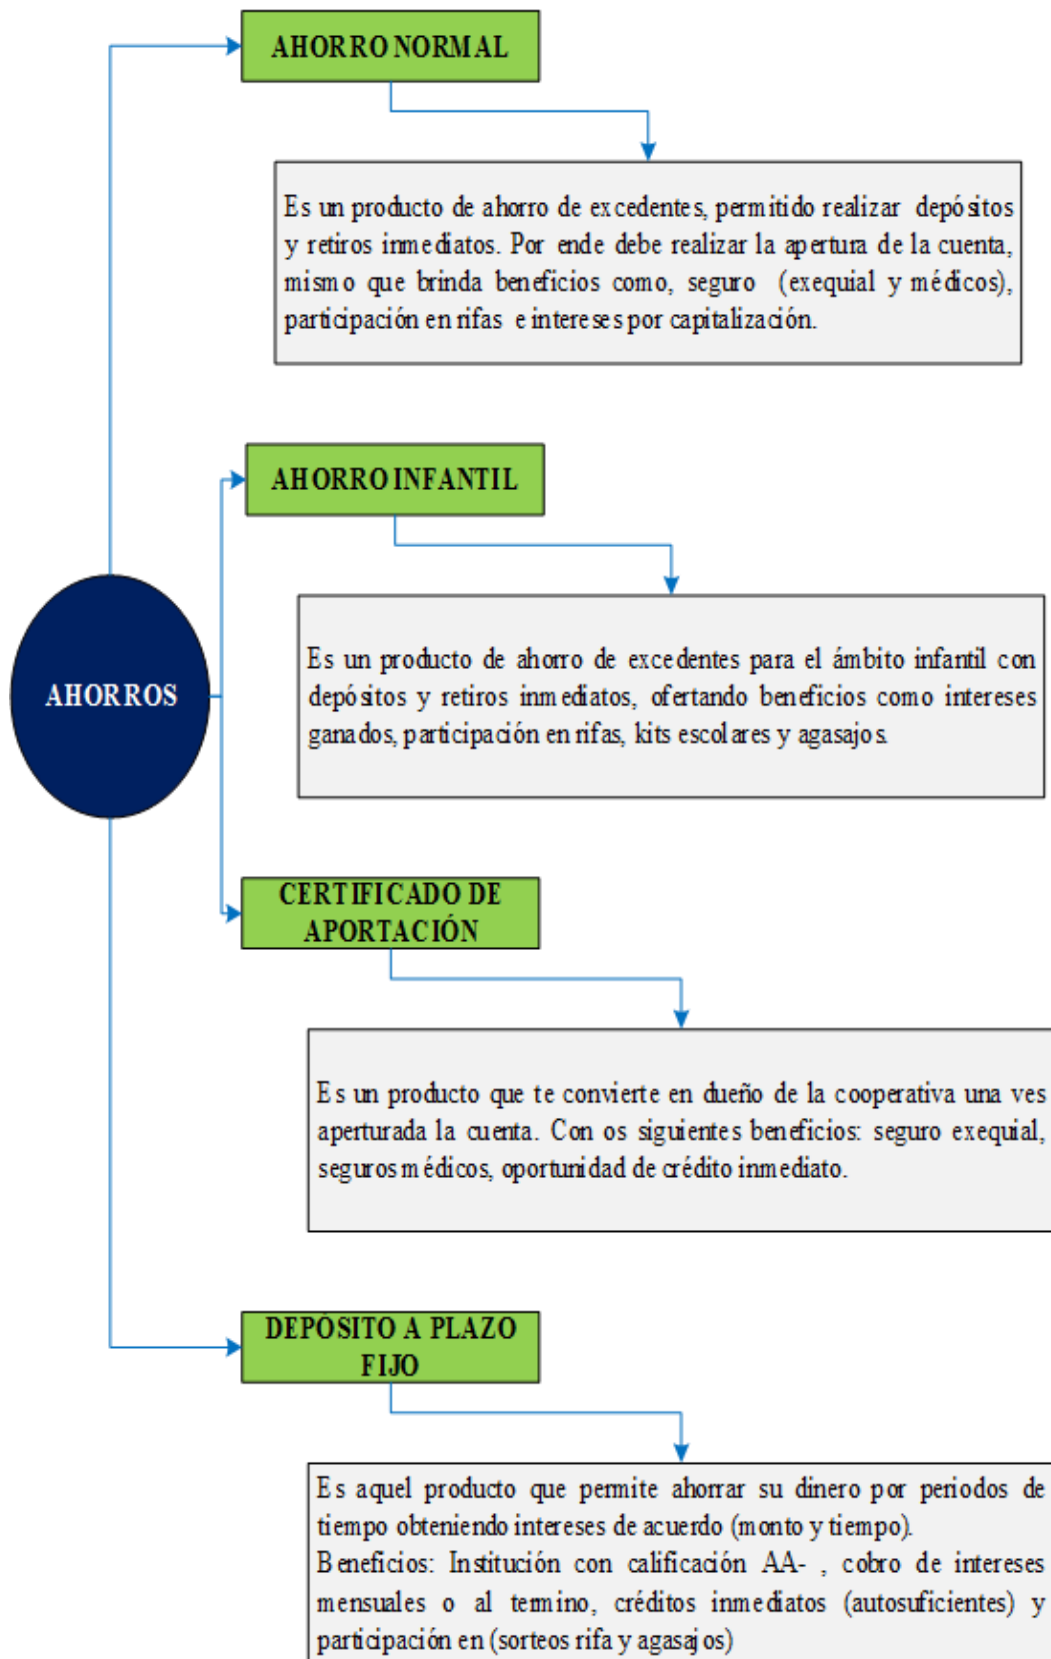 AHORRO NORMAL
Es un producto de ahorro de excedentes, permitido realizar depósitos
y retiros inmediatos. Por ende debe realizar la apertura de la cuenta,
mismo que brinda beneficios como, seguro (exequial y médicos),
participación en rifas e intereses por capitalización.
AHORRO INFANTIL
Es un producto de ahorro de excedentes para el ámbito infantil con
depósitos y retiros inmediatos, ofertando beneficios como intereses
ganados, participación en rifas, kits escolares y agasajos.
AHORROS
CERTIFICADO DE
APORTACIÓN
Es un producto que te convierte en dueño de la cooperativa una ves
aperturada la cuenta. Con os siguientes beneficios: seguro exequial,
seguros médicos, oportunidad de crédito inmediato.
DEPÓSITO A PLAZO
FIJO
Es aquel producto que permite ahorrar su dinero por periodos de
tiempo obteniendo intereses de acuerdo (monto y tiempo).
Beneficios: Institución con calificación AA- , cobro de intereses
mensuales o al termino, créditos inmediatos (autosuficientes) y
participación en (sorteos rifa y agasajos)